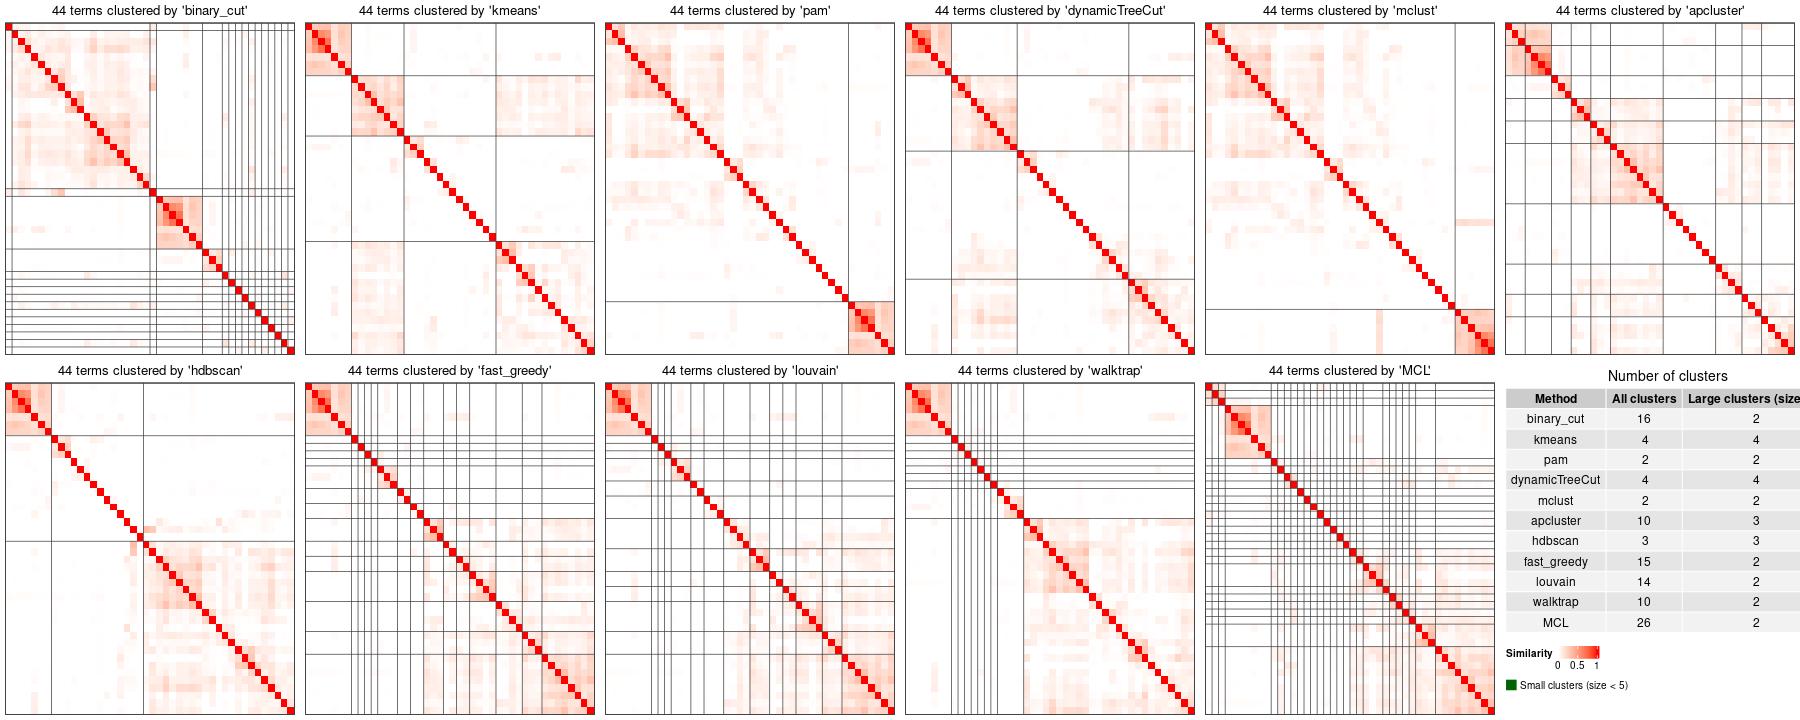 44 terms clustered by 'binary_cut'
44 terms clustered by 'kmeans'
44 terms clustered by 'pam'
44 terms clustered by 'dynamicTreeCut'
44 terms clustered by 'mclust'
44 terms clustered by 'apcluster'
44 terms clustered by 'hdbscan'
44 terms clustered by 'fast_greedy'
44 terms clustered by 'louvain'
44 terms clustered by 'walktrap'
44 terms clustered by 'MCL'
Number of clusters
Method All clusters Large clusters (size
binary_cut 16 2
kmeans 4 4
pam 2 2
dynamicTreeCut 4 4
mclust 2 2
apcluster 10 3
hdbscan 3 3
fast_greedy 15 2
louvain 14 2
walktrap 10 2
MCL 26 2
Similarity
0 0.5 1
Small clusters (size < 5)